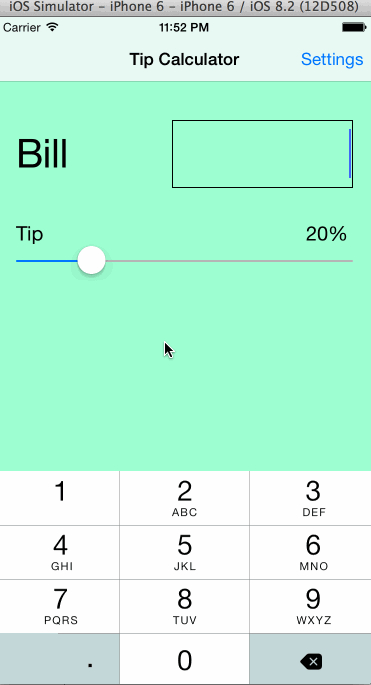 iOS Simulator – iPhone 6 – iPhone 6 / iOS 8.2 (12D508)
Carrier 11:52 PM
Tip Calculator Settings
Bill
Tip 20%
1 2 3
ABC DEF
4 5 6
GHI JKL MNO
7 8 9
PQRS TUV WXYZ
. 0